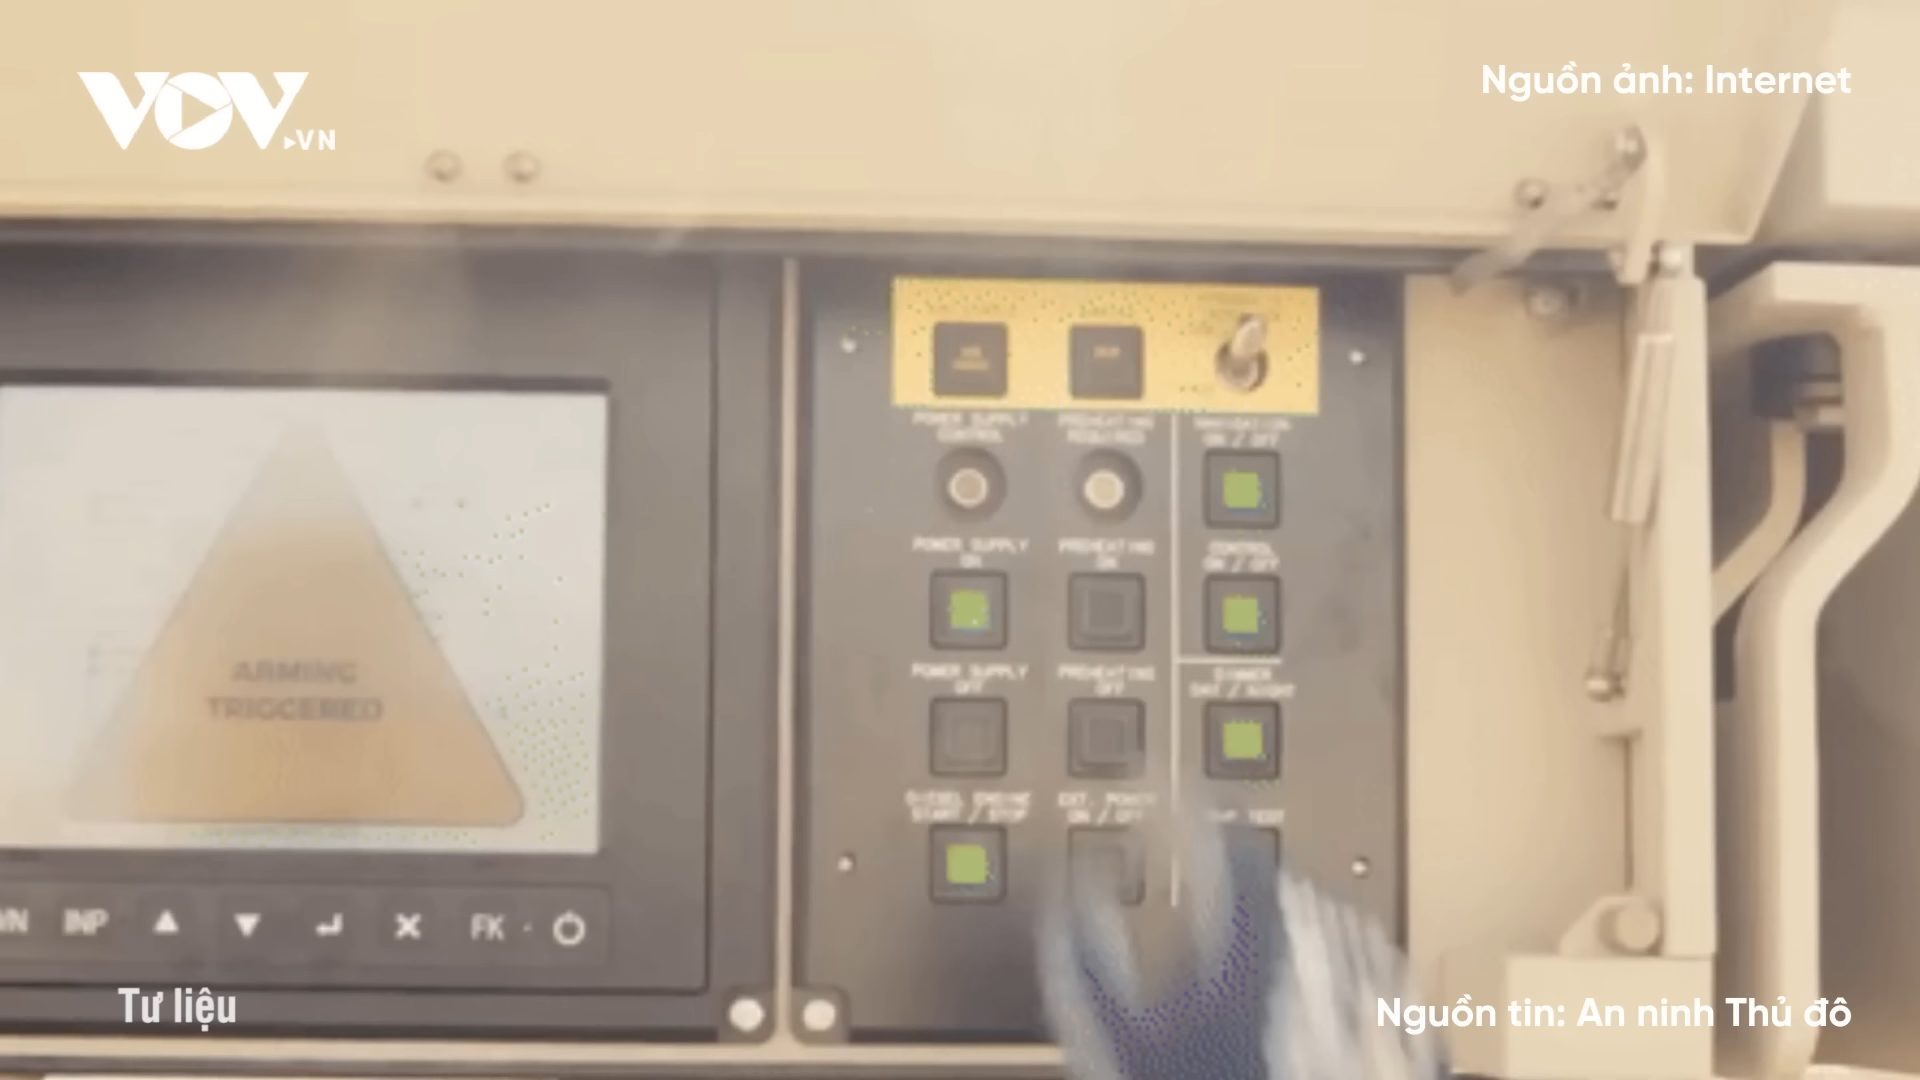 VOV
.VN
Nguồn ảnh: Internet
POWER SUPPLY
CONTROL
PREHEATING
REQUIRED
NAVIGATION
ON / OFF
POWER SUPPLY
ON
PREHEATING
ON
CONTROL
ON / OFF
ARMING
TRIGGERED
POWER SUPPLY
OFF
PREHEATING
OFF
DIMMER
DAY / NIGHT
DIESEL ENGINE
START / STOP
EXT. POWER
ON / OFF
TEST
INP
FK
Tư liệu
Nguồn tin: An ninh Thủ đô